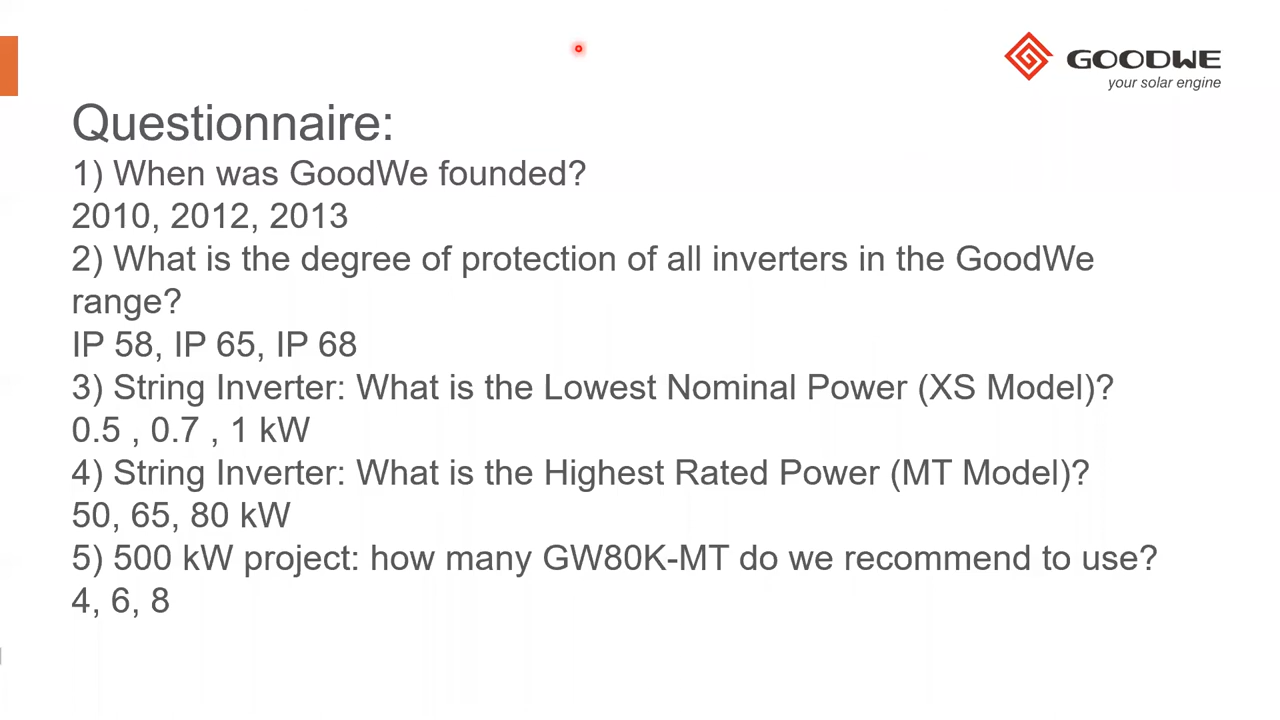 GOODWE
your solar engine
Questionnaire:
1) When was GoodWe founded?
2010, 2012, 2013
2) What is the degree of protection of all inverters in the GoodWe
range?
IP 58, IP 65, IP 68
3) String Inverter: What is the Lowest Nominal Power (XS Model)?
0.5 , 0.7 , 1 kW
4) String Inverter: What is the Highest Rated Power (MT Model)?
50, 65, 80 kW
5) 500 kW project: how many GW80K-MT do we recommend to use?
4, 6, 8